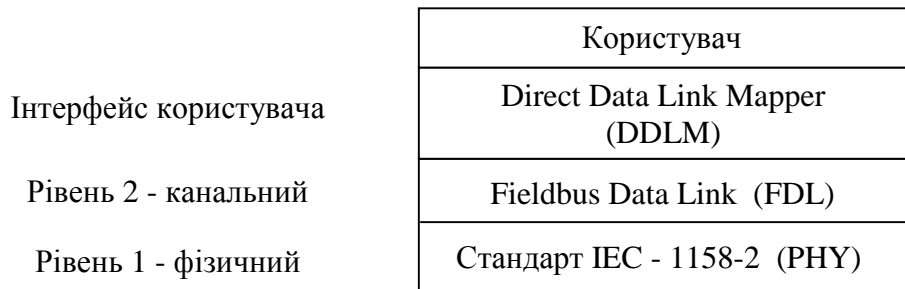 Користувач
Інтерфейс користувача
Direct Data Link Mapper
(DDLM)
Рівень 2 - канальний
Fieldbus Data Link (FDL)
Рівень 1 - фізичний
Стандарт IEC - 1158-2 (PHY)